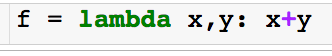 f = lambda x,y: x+y